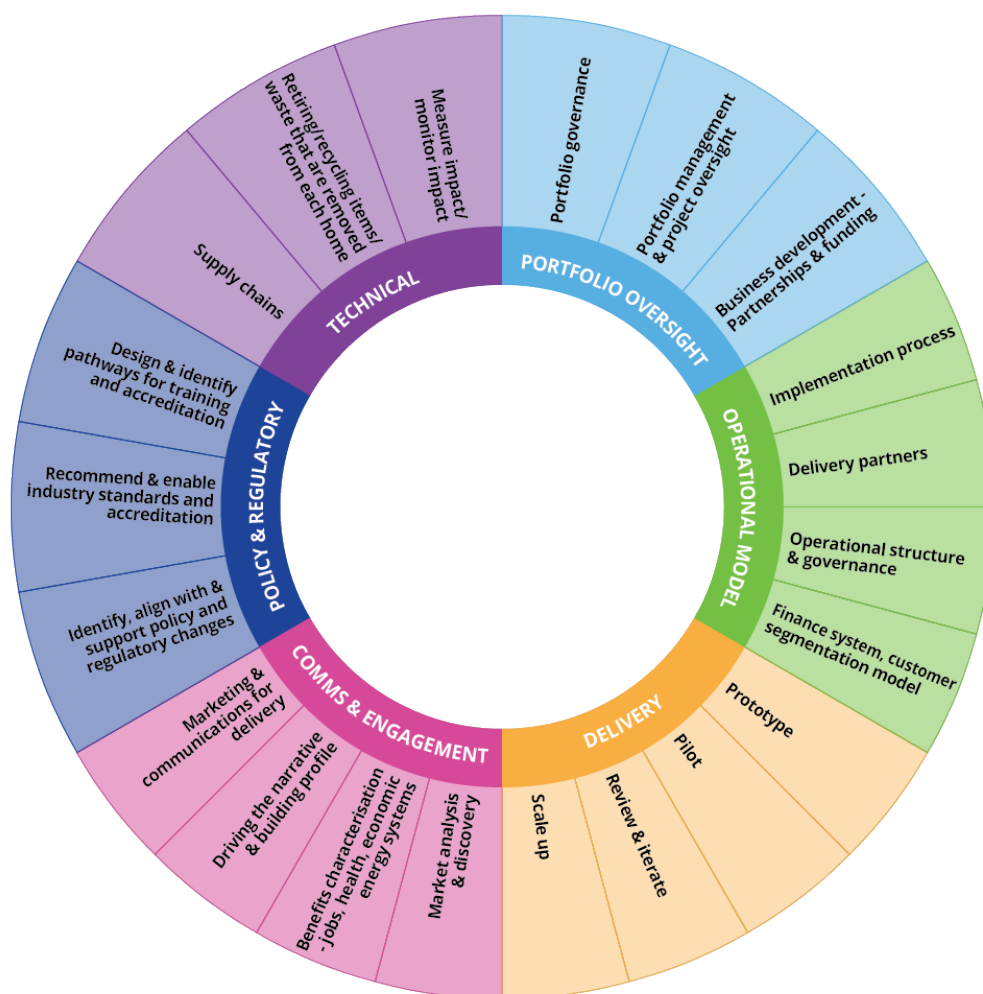 PORTFOLIO OVERSIGHT
Portfolio governance
Portfolio management
& project oversight
Business development -
Partnerships & funding
OPERATIONAL MODEL
Implementation process
Delivery partners
Operational structure
& governance
Finance system, customer
segmentation model
DELIVERY
Prototype
Pilot
Review & iterate
Scale up
COMMS & ENGAGEMENT
Market analysis
& discovery
Benefits characterisation
- jobs, health, economic
energy systems
Driving the narrative
& building profile
Marketing &
communications for
delivery
POLICY & REGULATORY
Identify, align with &
support policy and
regulatory changes
Recommend & enable
industry standards and
accreditation
Design & identify
pathways for training
and accreditation
TECHNICAL
Supply chains
Retiring/recycling items/
waste that are removed
from each home
Measure impact/
monitor impact